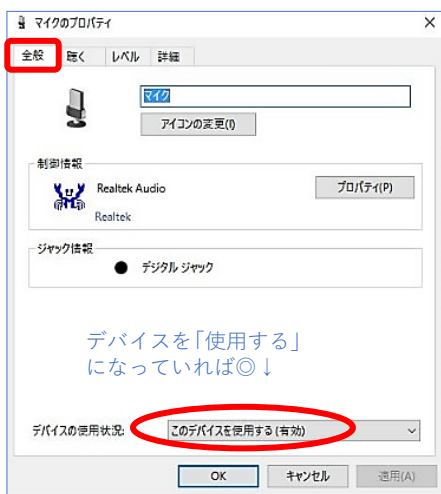 マイクのプロパティ
全般 聴く レベル 詳細
マイク
アイコンの変更(I)
制御情報
Realtek Audio
プロパティ(P)
Realtek
ジャック情報
デジタル ジャック
デバイスを「使用する」
になっていれば◎↓
デバイスの使用状況:
このデバイスを使用する (有効)
OK キャンセル 適用(A)